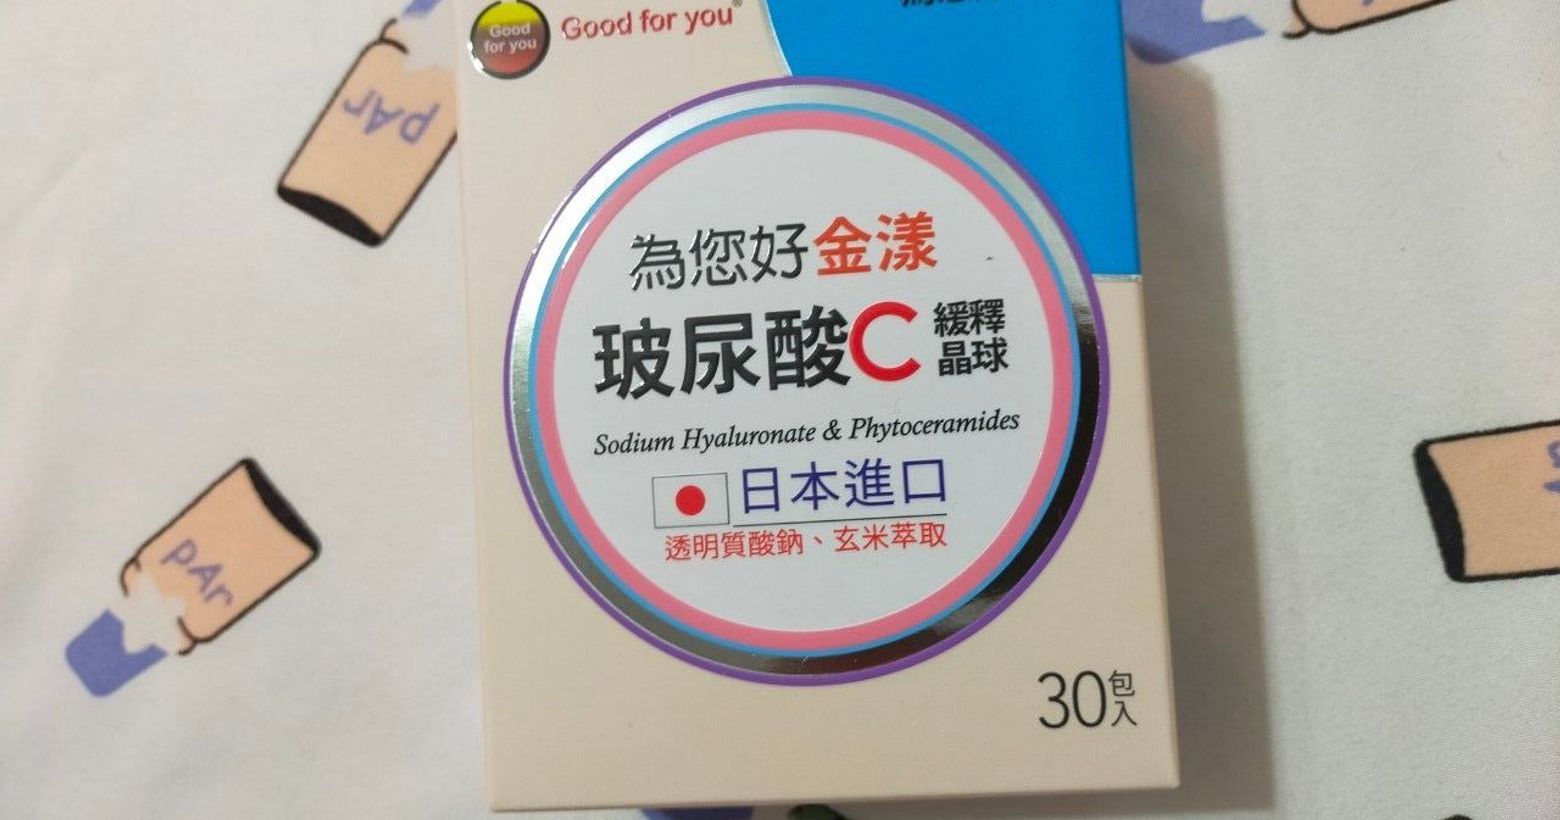 Good for you
Good for you®
為您好金漾
玻尿酸C緩釋晶球
Sodium Hyaluronate & Phytoceramides
日本進口
透明質酸鈉、玄米萃取
30包入
pAr
pAr